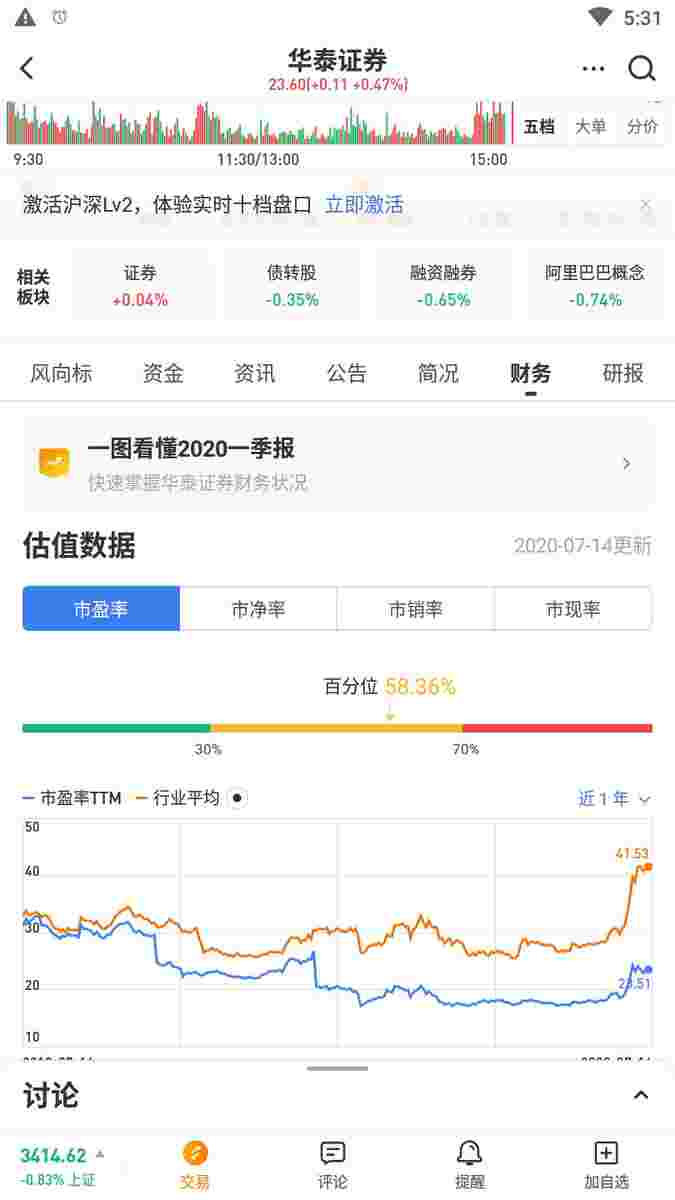 5:31
华泰证券
23.60(+0.11 +0.47%)
五档 大单 分价
9:30 11:30/13:00 15:00
激活沪深Lv2，体验实时十档盘口 立即激活
相关板块
证券 债转股 融资融券 阿里巴巴概念
+0.04% -0.35% -0.65% -0.74%
风向标 资金 资讯 公告 简况 财务 研报
一图看懂2020一季报
快速掌握华泰证券财务状况
估值数据 2020-07-14更新
市盈率 市净率 市销率 市现率
百分位 58.36%
30% 70%
市盈率TTM 行业平均 近1年
50
41.53
40
30
20
23.51
10
讨论
3414.62
-0.83% 上证
交易 评论 提醒 加自选